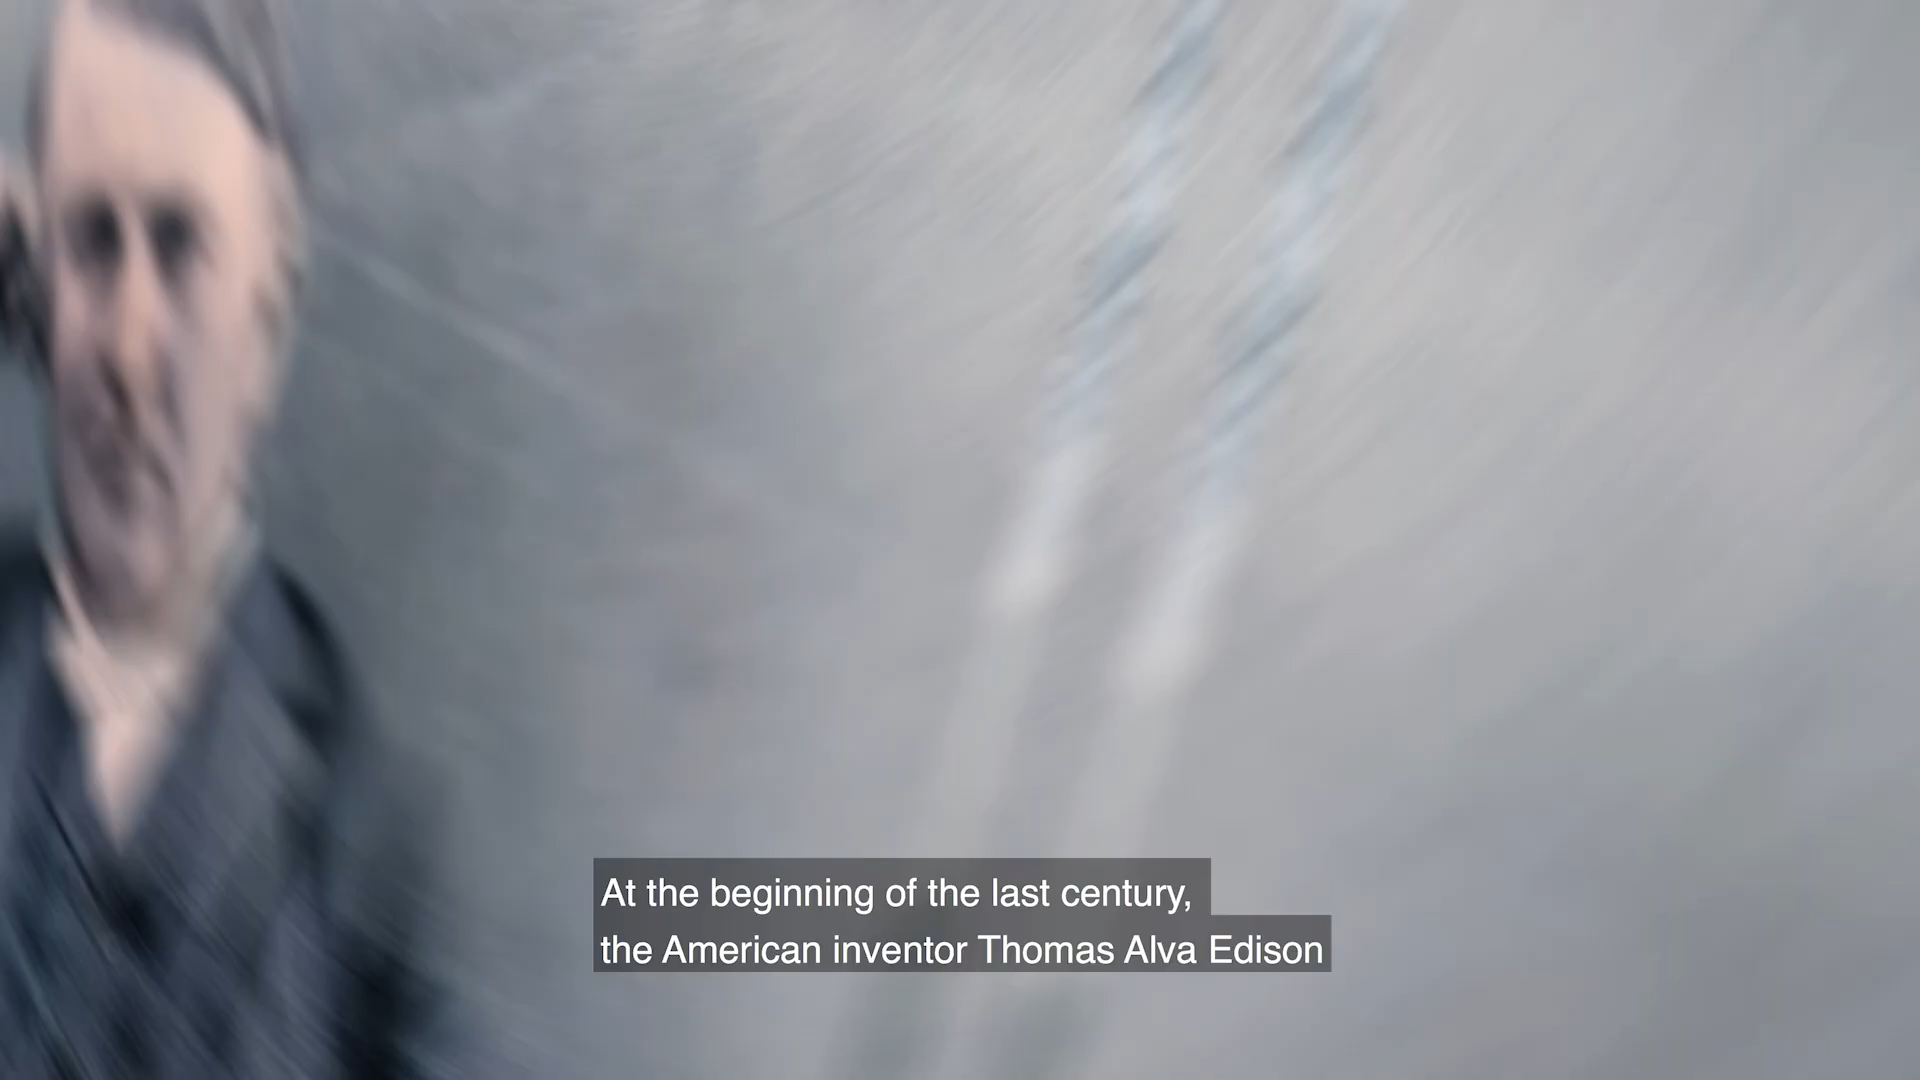 At the beginning of the last century,
the American inventor Thomas Alva Edison